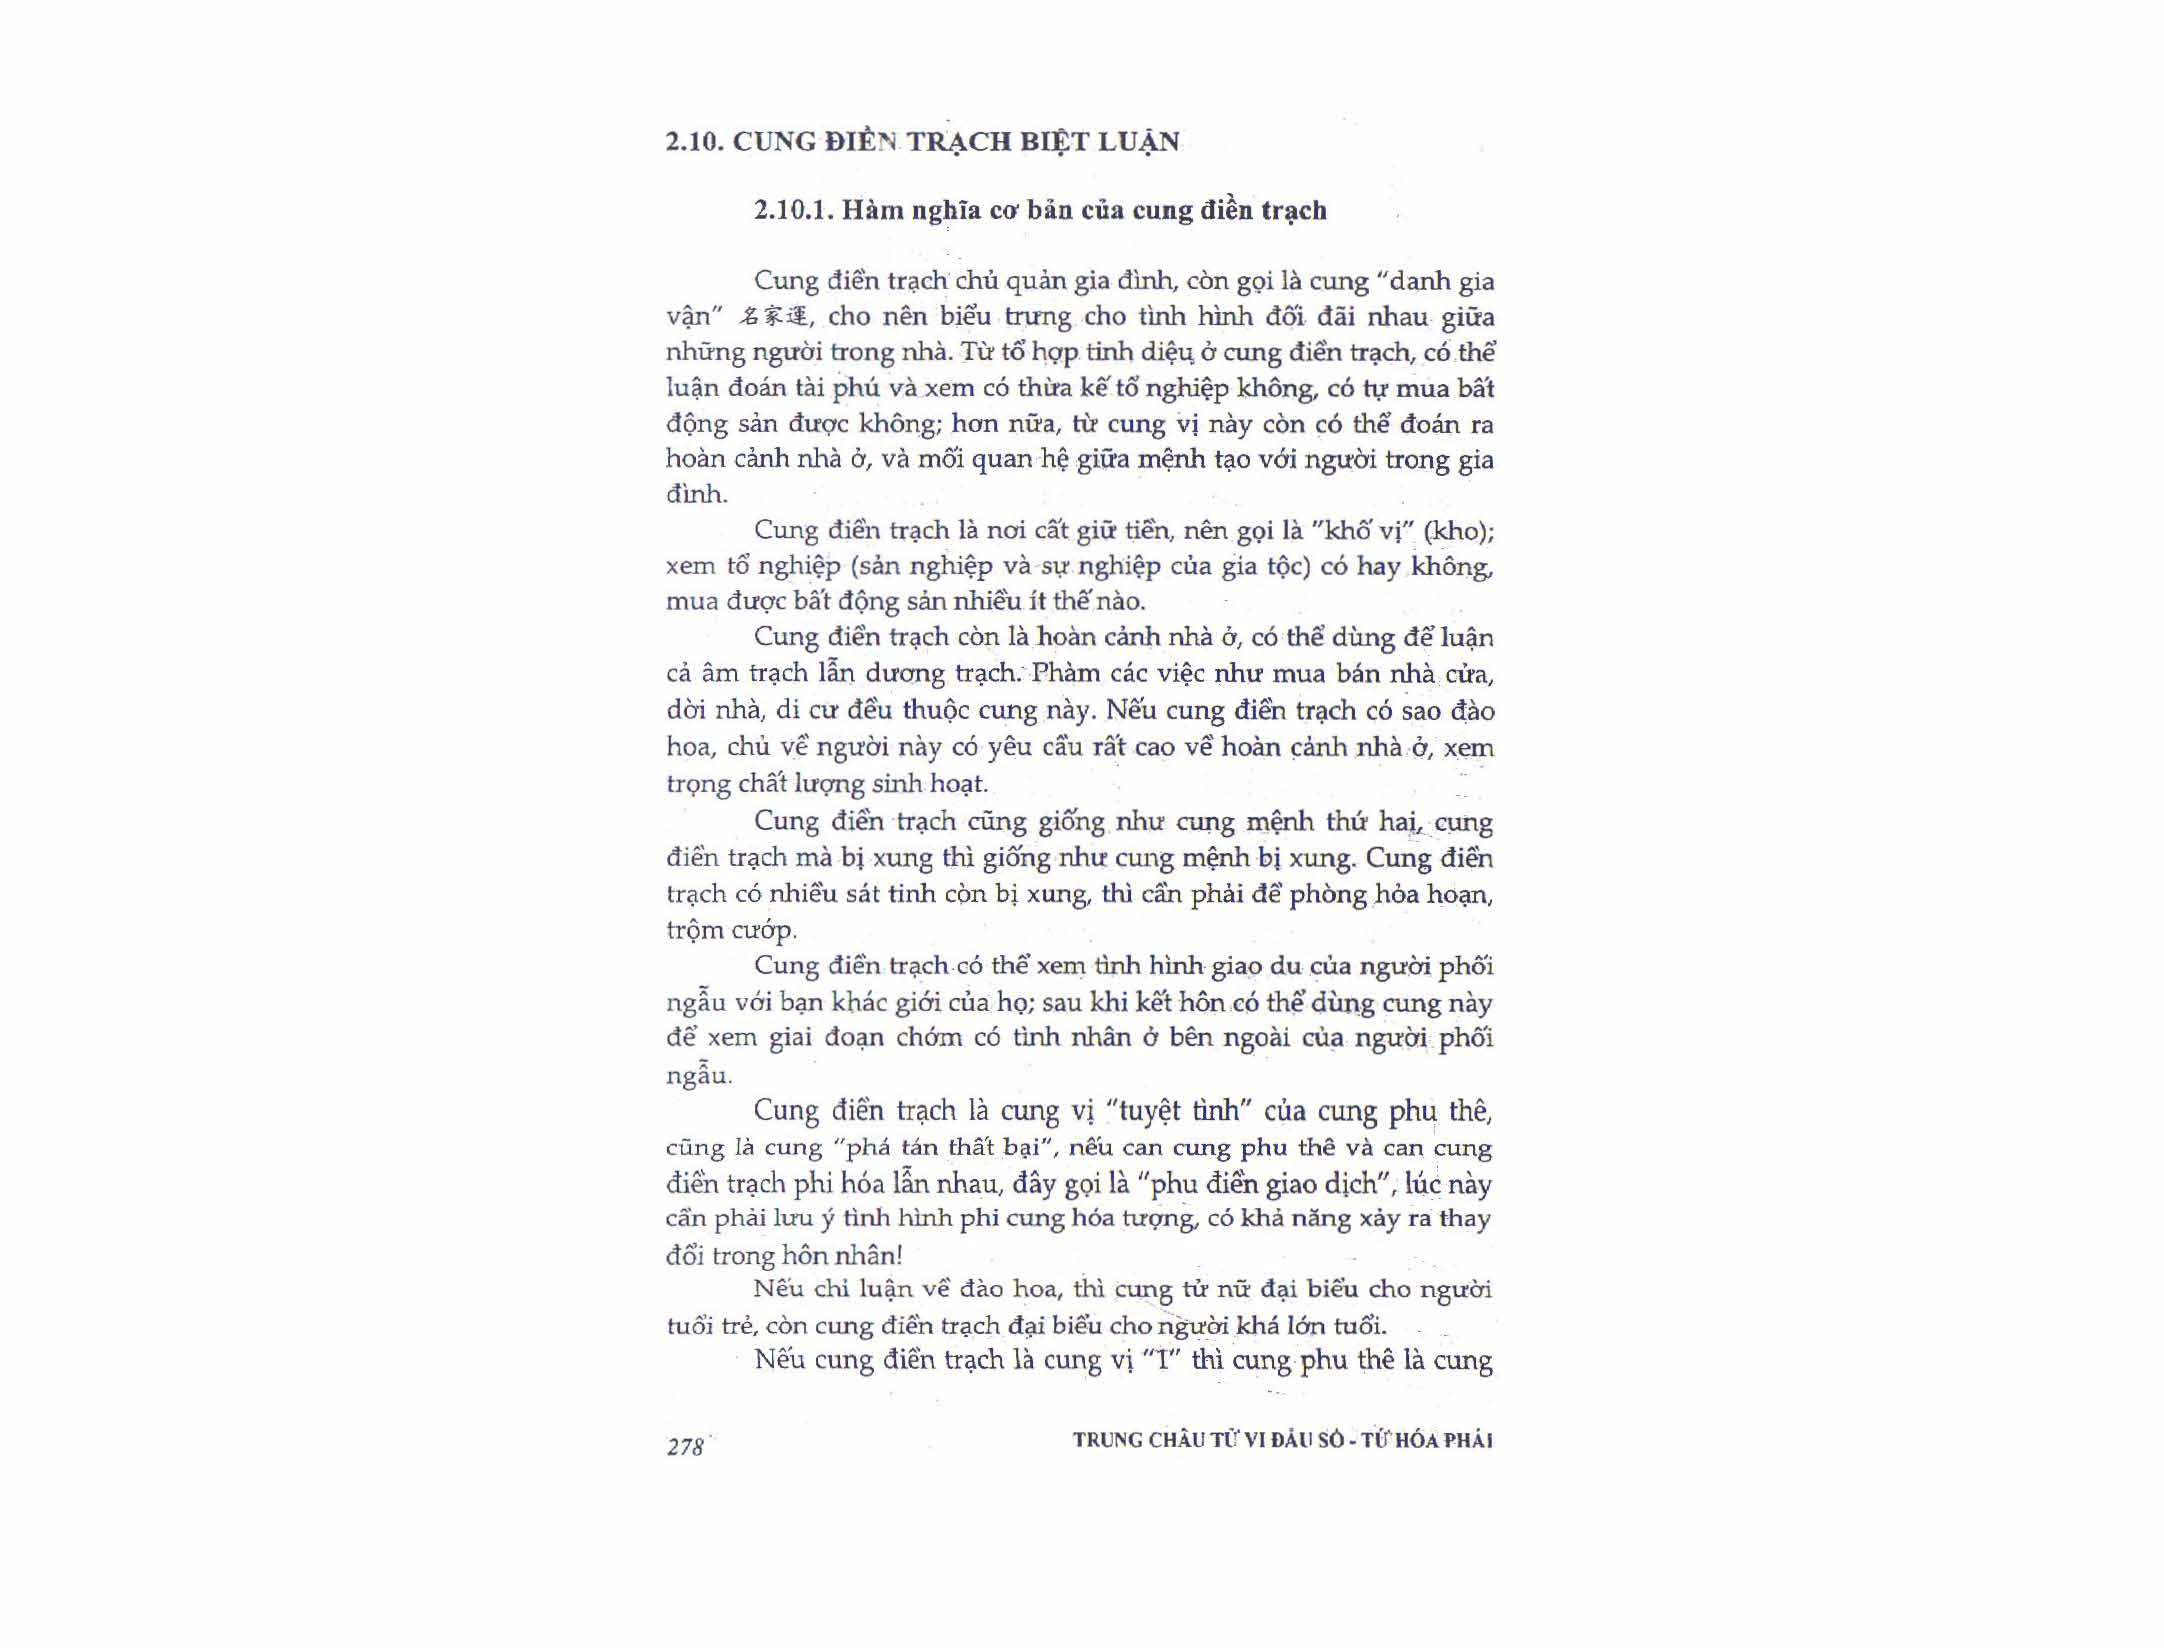 2.10. CUNG ĐIỀN TRẠCH BIỆT LUẬN
2.10.1. Hàm nghĩa cơ bản của cung điền trạch
Cung điền trạch chủ quản gia đình, còn gọi là cung "danh gia
vận" 名家運, cho nên biểu trưng cho tình hình đối đãi nhau giữa
những người trong nhà. Từ tổ hợp tinh diệu ở cung điền trạch, có thể
luận đoán tài phú và xem có thừa kế tổ nghiệp không, có tự mua bất
động sản được không; hơn nữa, từ cung vị này còn có thể đoán ra
hoàn cảnh nhà ở, và mối quan hệ giữa mệnh tạo với người trong gia
đình.
Cung điền trạch là nơi cất giữ tiền, nên gọi là "khố vị" (kho);
xem tổ nghiệp (sản nghiệp và sự nghiệp của gia tộc) có hay không,
mua được bất động sản nhiều ít thế nào.
Cung điền trạch còn là hoàn cảnh nhà ở, có thể dùng để luận
cả âm trạch lẫn dương trạch. Phàm các việc như mua bán nhà cửa,
dời nhà, di cư đều thuộc cung này. Nếu cung điền trạch có sao đào
hoa, chủ về người này có yêu cầu rất cao về hoàn cảnh nhà ở, xem
trọng chất lượng sinh hoạt.
Cung điền trạch cũng giống như cung mệnh thứ hai, cung
điền trạch mà bị xung thì giống như cung mệnh bị xung. Cung điền
trạch có nhiều sát tinh còn bị xung, thì cần phải đề phòng hỏa hoạn,
trộm cướp.
Cung điền trạch có thể xem tình hình giao du của người phối
ngẫu với bạn khác giới của họ; sau khi kết hôn có thể dùng cung này
để xem giai đoạn chớm có tình nhân ở bên ngoài của người phối
ngẫu.
Cung điền trạch là cung vị "tuyệt tình" của cung phu thê,
cũng là cung "phá tán thất bại", nếu can cung phu thê và can cung
điền trạch phi hóa lẫn nhau, đây gọi là "phu điền giao dịch", lúc này
cần phải lưu ý tình hình phi cung hóa tượng, có khả năng xảy ra thay
đổi trong hôn nhân!
Nếu chỉ luận về đào hoa, thì cung tử nữ đại biểu cho người
tuổi trẻ, còn cung điền trạch đại biểu cho người khá lớn tuổi.
Nếu cung điền trạch là cung vị "1" thì cung phu thê là cung
278
TRUNG CHÂU TỬ VI ĐẨU SỐ - TỨ HÓA PHÁI